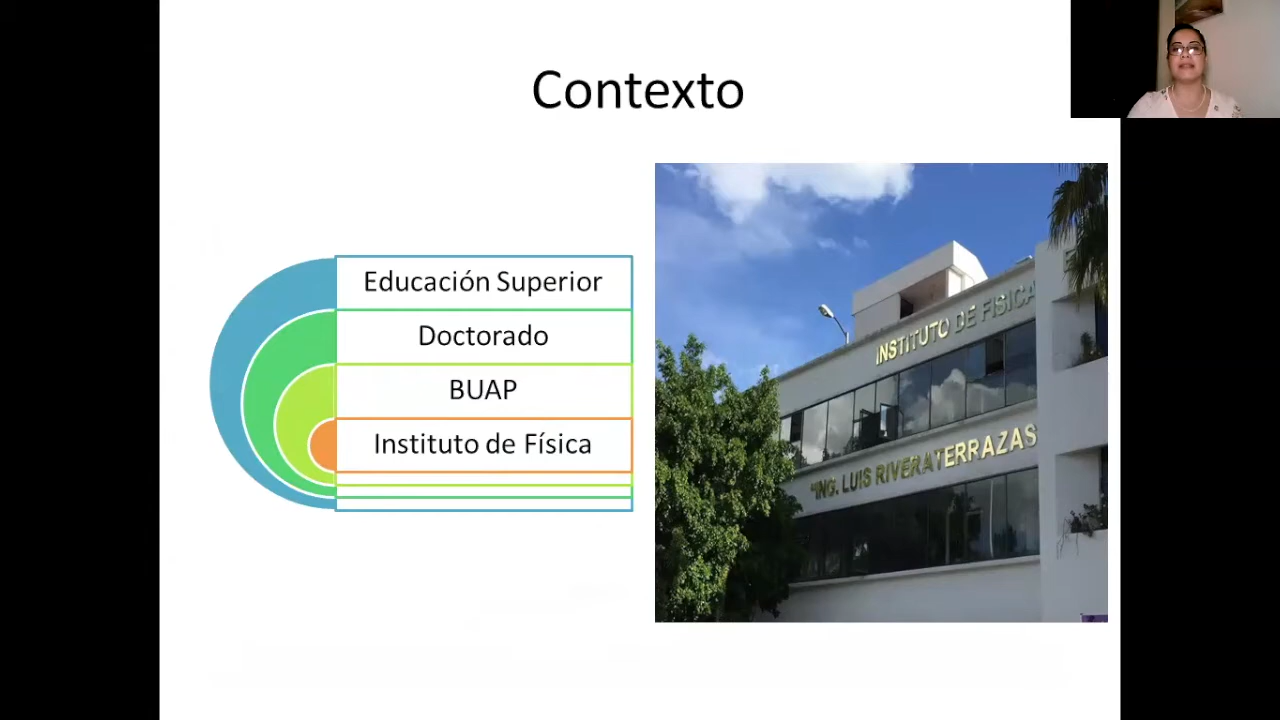 Contexto
Educación Superior
Doctorado
BUAP
Instituto de Física
INSTITUTO DE FISICA
"ING. LUIS RIVERA TERRAZAS